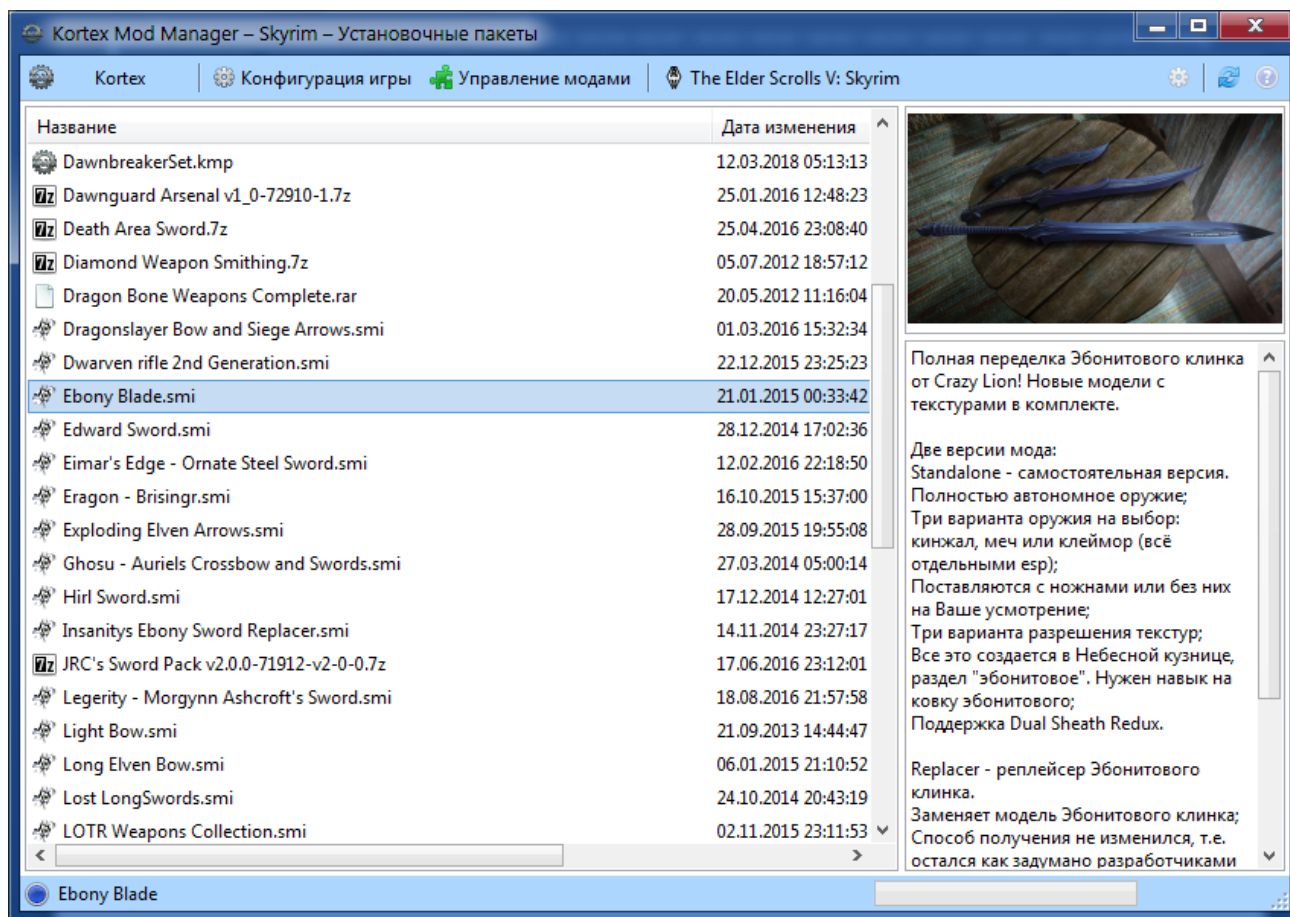 Kortex Mod Manager – Skyrim – Установочные пакеты
Kortex Конфигурация игры Управление модами The Elder Scrolls V: Skyrim
Название Дата изменения
DawnbreakerSet.kmp 12.03.2018 05:13:13
Dawnguard Arsenal v1_0-72910-1.7z 25.01.2016 12:48:23
Death Area Sword.7z 25.04.2016 23:08:40
Diamond Weapon Smithing.7z 05.07.2012 18:57:12
Dragon Bone Weapons Complete.rar 20.05.2012 11:16:04
Dragonslayer Bow and Siege Arrows.smi 01.03.2016 15:32:34
Dwarven rifle 2nd Generation.smi 22.12.2015 23:25:23
Ebony Blade.smi 21.01.2015 00:33:42
Edward Sword.smi 28.12.2014 17:02:36
Eimar's Edge - Ornate Steel Sword.smi 12.02.2016 22:18:50
Eragon - Brisingr.smi 16.10.2015 15:37:00
Exploding Elven Arrows.smi 28.09.2015 19:55:08
Ghosu - Auriels Crossbow and Swords.smi 27.03.2014 05:00:14
Hirl Sword.smi 17.12.2014 12:27:01
Insanitys Ebony Sword Replacer.smi 14.11.2014 23:27:17
JRC's Sword Pack v2.0.0-71912-v2-0-0.7z 17.06.2016 23:12:01
Legerity - Morgynn Ashcroft's Sword.smi 18.08.2016 21:57:58
Light Bow.smi 21.09.2013 14:44:47
Long Elven Bow.smi 06.01.2015 21:10:52
Lost LongSwords.smi 24.10.2014 20:43:19
LOTR Weapons Collection.smi 02.11.2015 23:11:53
Полная переделка Эбонитового клинка
от Crazy Lion! Новые модели с
текстурами в комплекте.
Две версии мода:
Standalone - самостоятельная версия.
Полностью автономное оружие;
Три варианта оружия на выбор:
кинжал, меч или клеймор (всё
отдельными esp);
Поставляются с ножнами или без них
на Ваше усмотрение;
Три варианта разрешения текстур;
Все это создается в Небесной кузнице,
раздел "эбонитовое". Нужен навык на
ковку эбонитового;
Поддержка Dual Sheath Redux.
Replacer - реплейсер Эбонитового
клинка.
Заменяет модель Эбонитового клинка;
Способ получения не изменился, т.е.
остался как задумано разработчиками
Ebony Blade